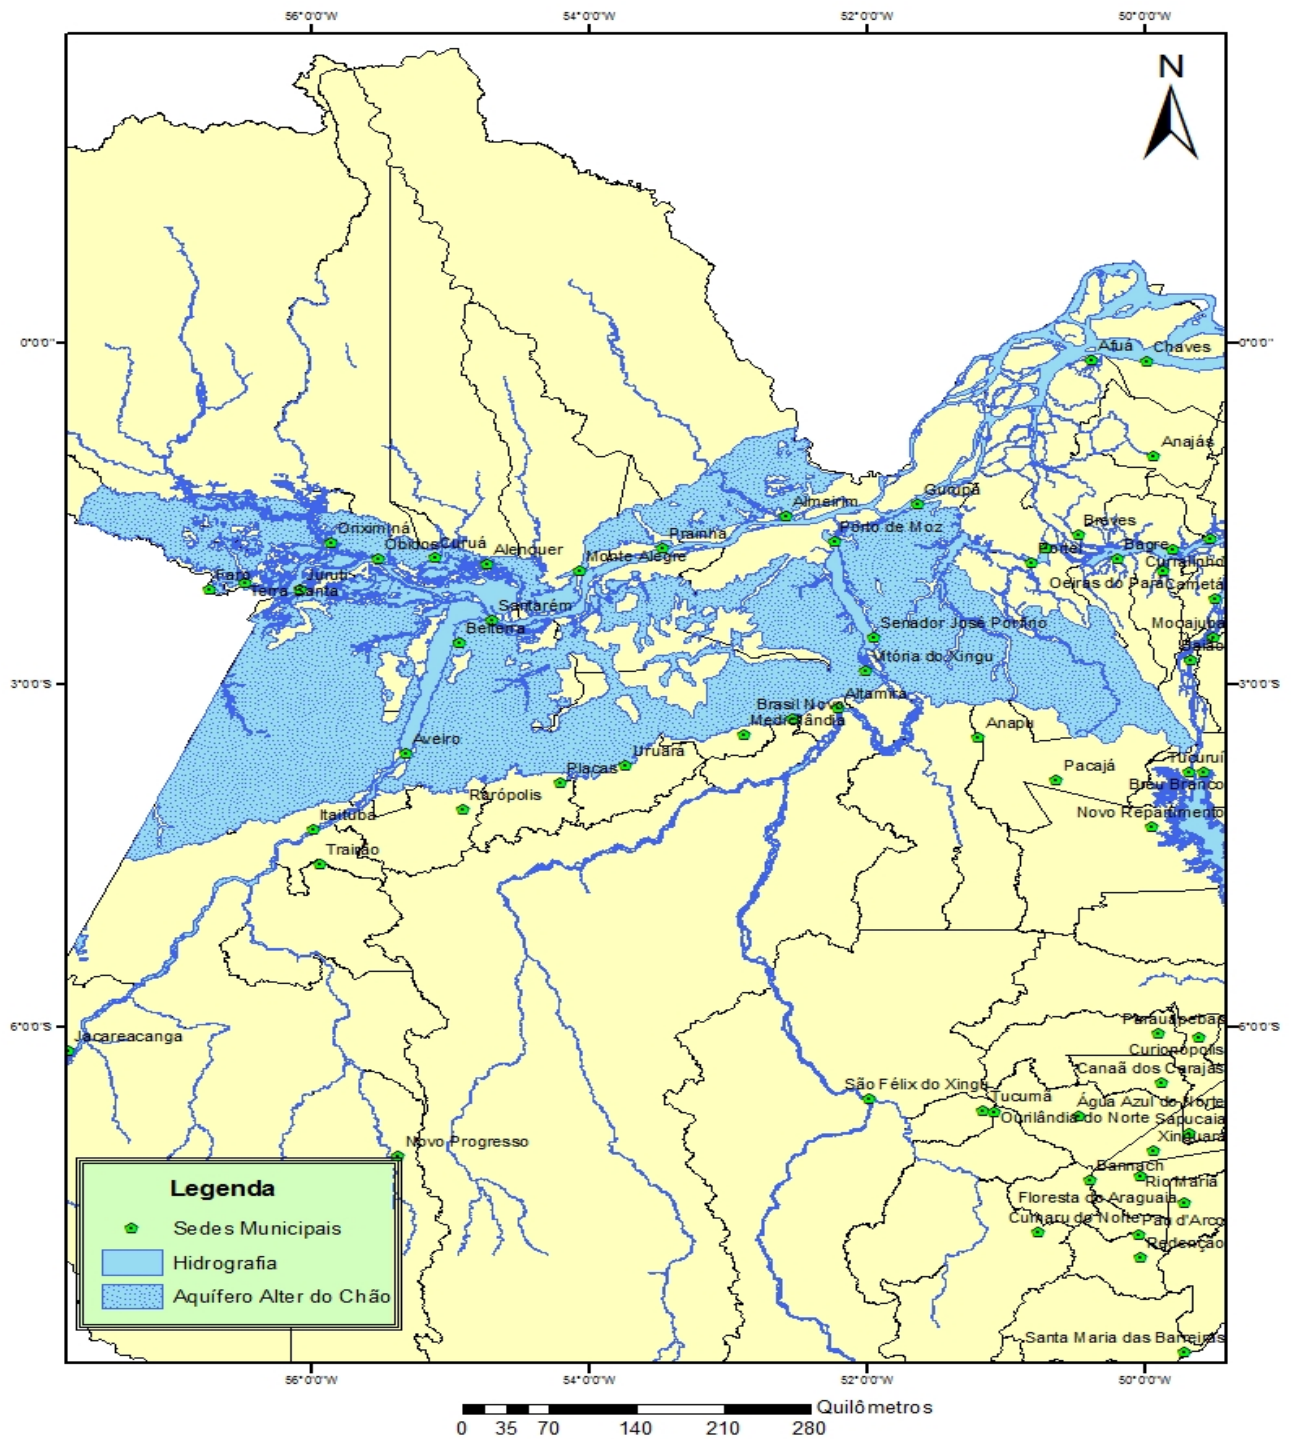 56°0'0"W 54°0'0"W 52°0'0"W 50°0'0"W
N
0°0'0" 0°0'0"
Afuá Chaves
Anajás
Gurupá
Almeirim
Oriximiná Prainha Porto de Moz Breves
Óbidos Curuá Alenquer Monte Alegre Portel Bagre
Curralinho
Faro Juruti Oeiras do Pará Cametá
Terra Santa
Santarém
Belterra Senador José Porfírio Mocajuba
Baião
Vitória do Xingu
3°0'0"S 3°0'0"S
Altamira
Brasil Novo
Medicilândia Anapu
Aveiro
Uruará
Placas Pacajá Tucuruí
Breu Branco
Rurópolis
Itaituba Novo Repartimento
Trairão
6°0'0"S 6°0'0"S
Parauapebas
Jacareacanga
Curionópolis
Canaã dos Carajás
São Félix do Xingu
Tucumã Água Azul do Norte
Ourilândia do Norte Sapucaia
Xinguara
Novo Progresso
Bannach
Rio Maria
Floresta do Araguaia
Cumaru do Norte Pau d'Arco
Redenção
Santa Maria das Barreiras
Legenda
Sedes Municipais
Hidrografia
Aquífero Alter do Chão
56°0'0"W 54°0'0"W 52°0'0"W 50°0'0"W
Quilômetros
0 35 70 140 210 280